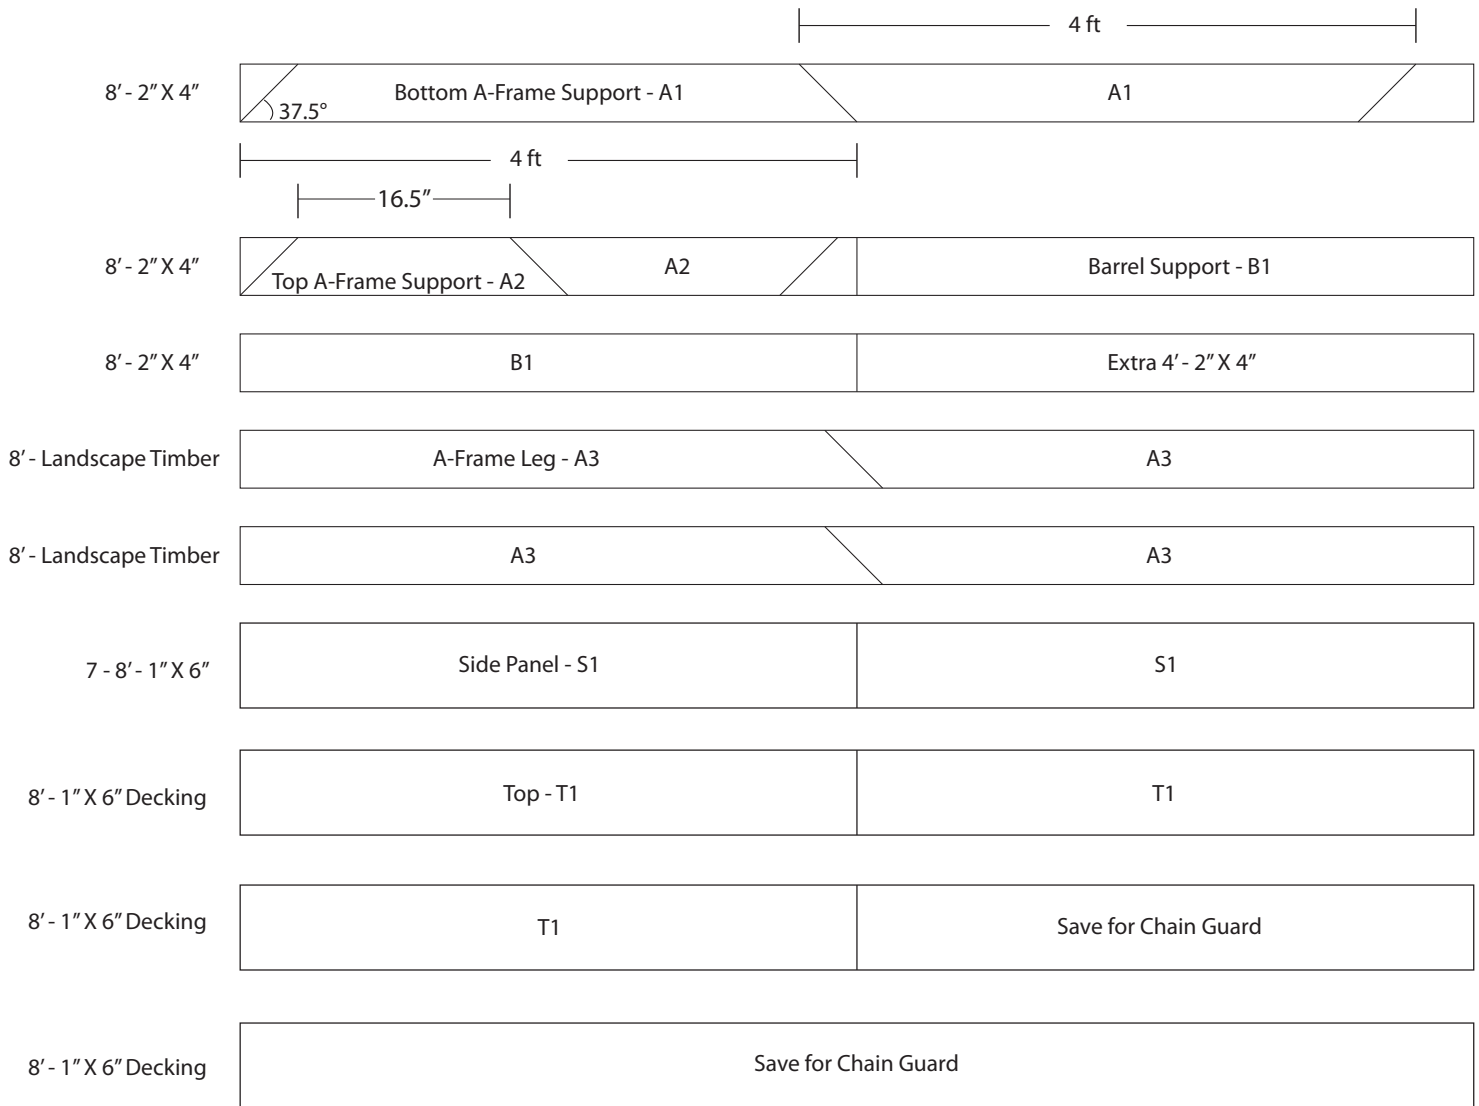 4 ft
8’ - 2” X 4”
Bottom A-Frame Support - A1
A1
37.5°
4 ft
16.5”
8’ - 2” X 4”
Top A-Frame Support - A2
A2
Barrel Support - B1
8’ - 2” X 4”
B1
Extra 4’ - 2” X 4”
8’ - Landscape Timber
A-Frame Leg - A3
A3
8’ - Landscape Timber
A3
A3
7 - 8’ - 1” X 6”
Side Panel - S1
S1
8’ - 1” X 6” Decking
Top - T1
T1
8’ - 1” X 6” Decking
T1
Save for Chain Guard
8’ - 1” X 6” Decking
Save for Chain Guard